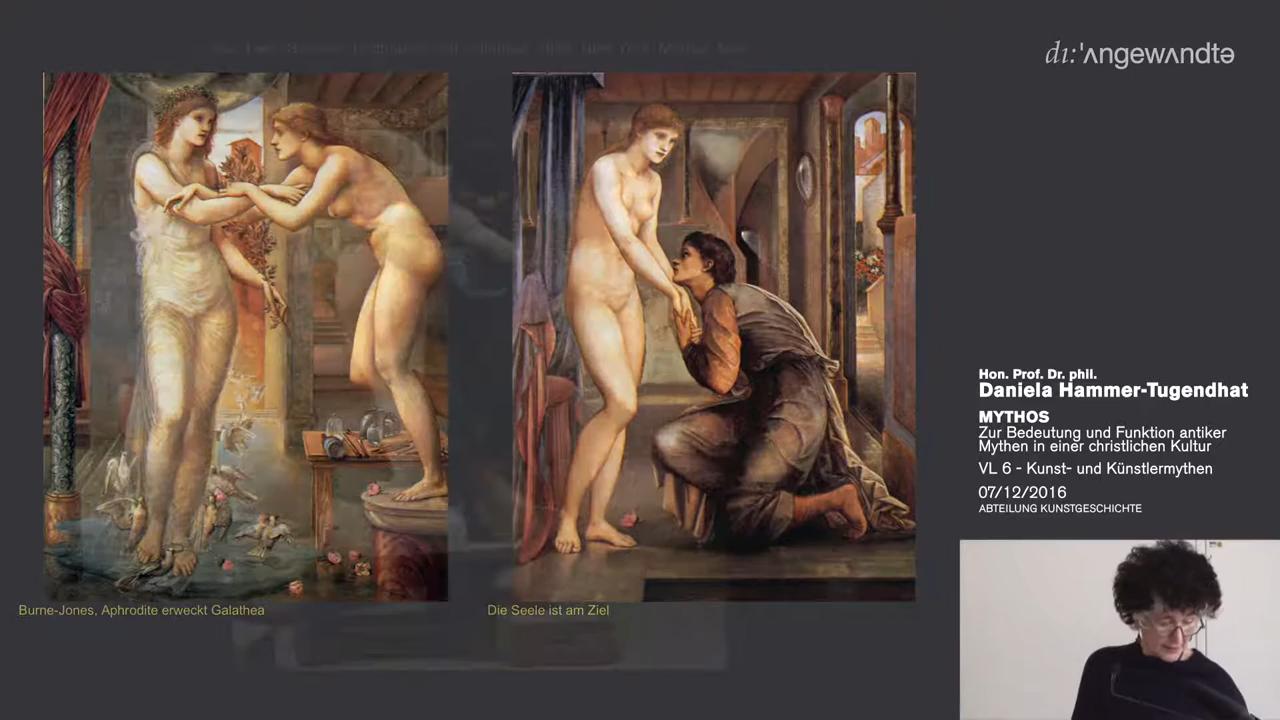 dı:'ʌngewʌndtə
Burne-Jones, Aphrodite erweckt Galathea
Die Seele ist am Ziel
Hon. Prof. Dr. phil.
Daniela Hammer-Tugendhat
MYTHOS
Zur Bedeutung und Funktion antiker
Mythen in einer christlichen Kultur
VL 6 - Kunst- und Künstlermythen
07/12/2016
ABTEILUNG KUNSTGESCHICHTE